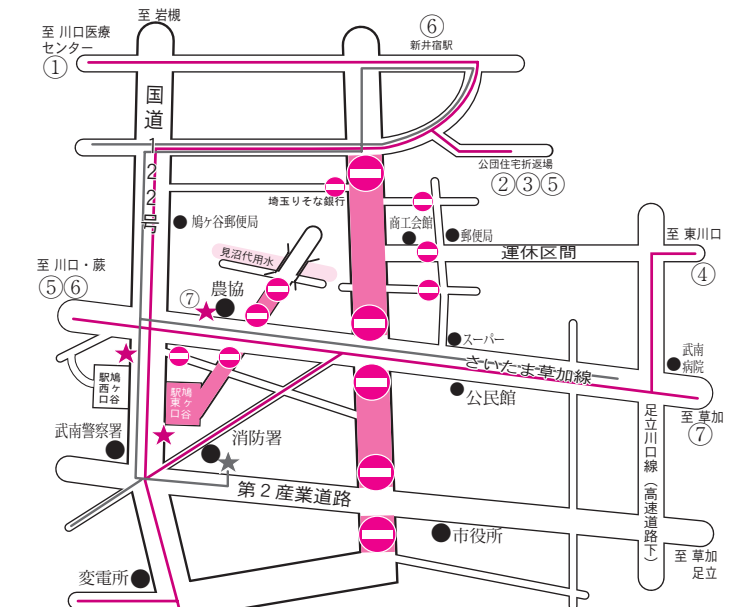 至 岩槻
至 川口医療
センター
①
⑥
新井宿駅
国道122号
公団住宅折返場
②③⑤
埼玉りそな銀行
鳩ヶ谷郵便局
商工会館
郵便局
運休区間
至 東川口
④
見沼代用水
至 川口・蕨
⑤⑥
⑦
農協
スーパー
さいたま草加線
武南
病院
鳩ヶ谷
西口駅
鳩ヶ谷
東口駅
公民館
至 草加
⑦
武南警察署
消防署
足立川口線(高速道路下)
第2産業道路
市役所
至 草加
足立
変電所